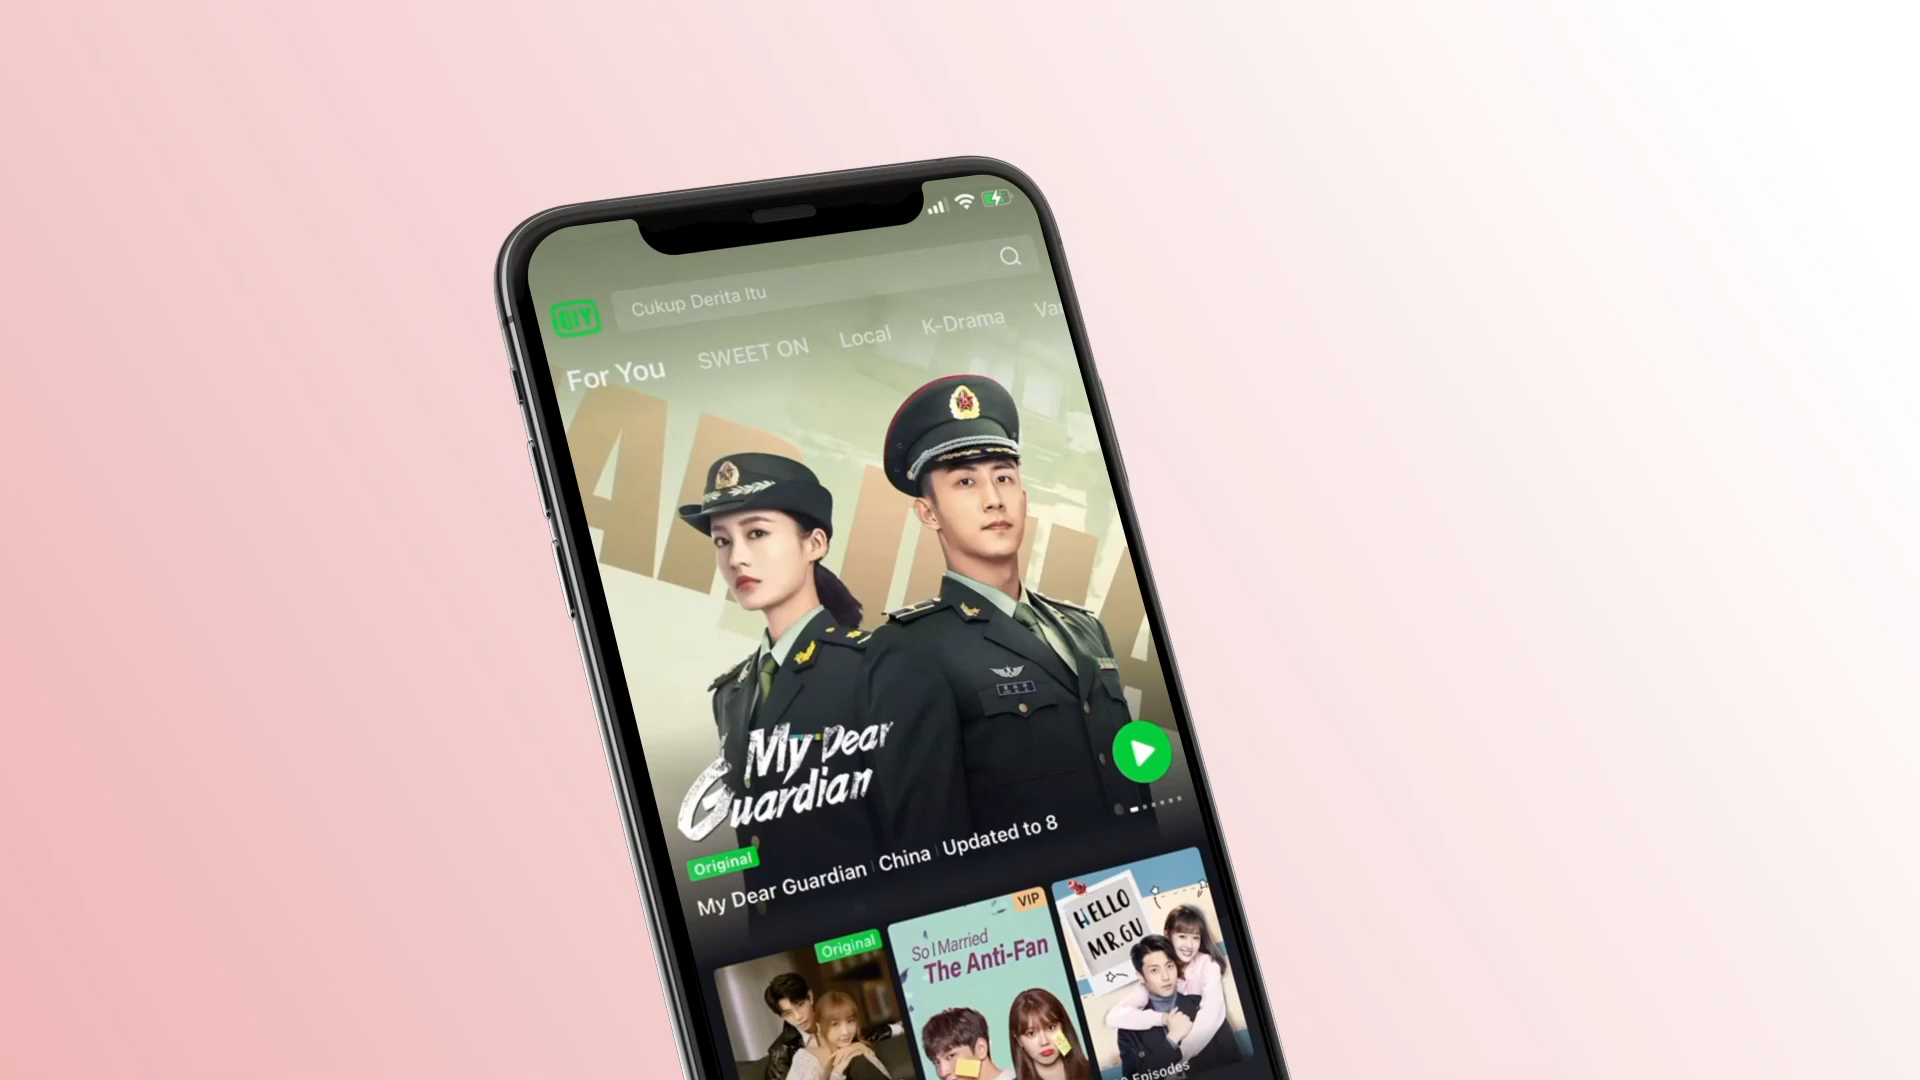 QIY
Cukup Derita Itu
For You
SWEET ON
Local
K-Drama
My Dear
Guardian
Original
My Dear Guardian
China
Updated to 8
Original
VIP
So I Married
The Anti-Fan
HELLO
MR.GU
Episodes